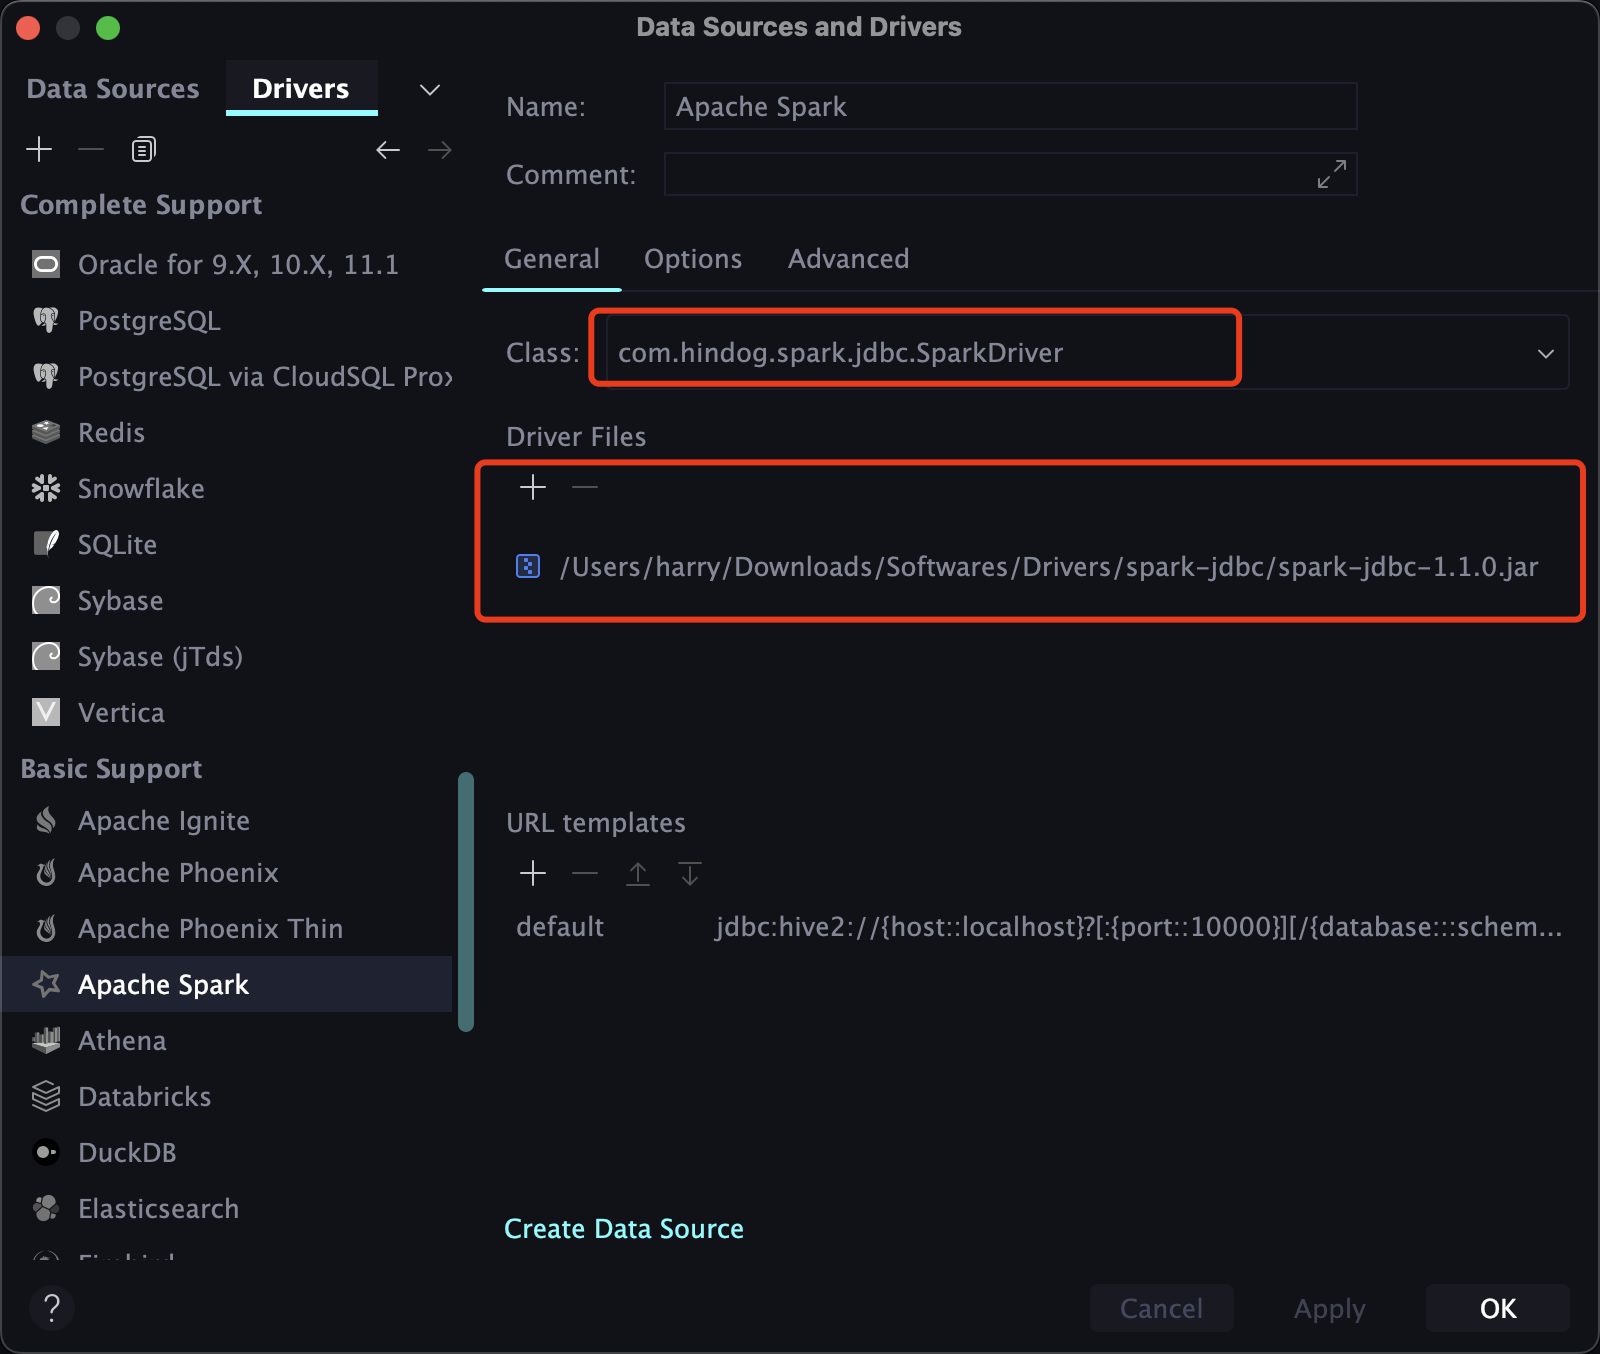 Data Sources and Drivers
Data Sources
Drivers
Complete Support
Oracle for 9.X, 10.X, 11.1
PostgreSQL
PostgreSQL via CloudSQL Prox
Redis
Snowflake
SQLite
Sybase
Sybase (jTds)
Vertica
Basic Support
Apache Ignite
Apache Phoenix
Apache Phoenix Thin
Apache Spark
Athena
Databricks
DuckDB
Elasticsearch
Name: Apache Spark
Comment:
General Options Advanced
Class: com.hindog.spark.jdbc.SparkDriver
Driver Files
/Users/harry/Downloads/Softwares/Drivers/spark-jdbc/spark-jdbc-1.1.0.jar
URL templates
default jdbc:hive2://{host::localhost}?[:{port::10000}][/{database:::schem...
Create Data Source
?
Cancel Apply OK